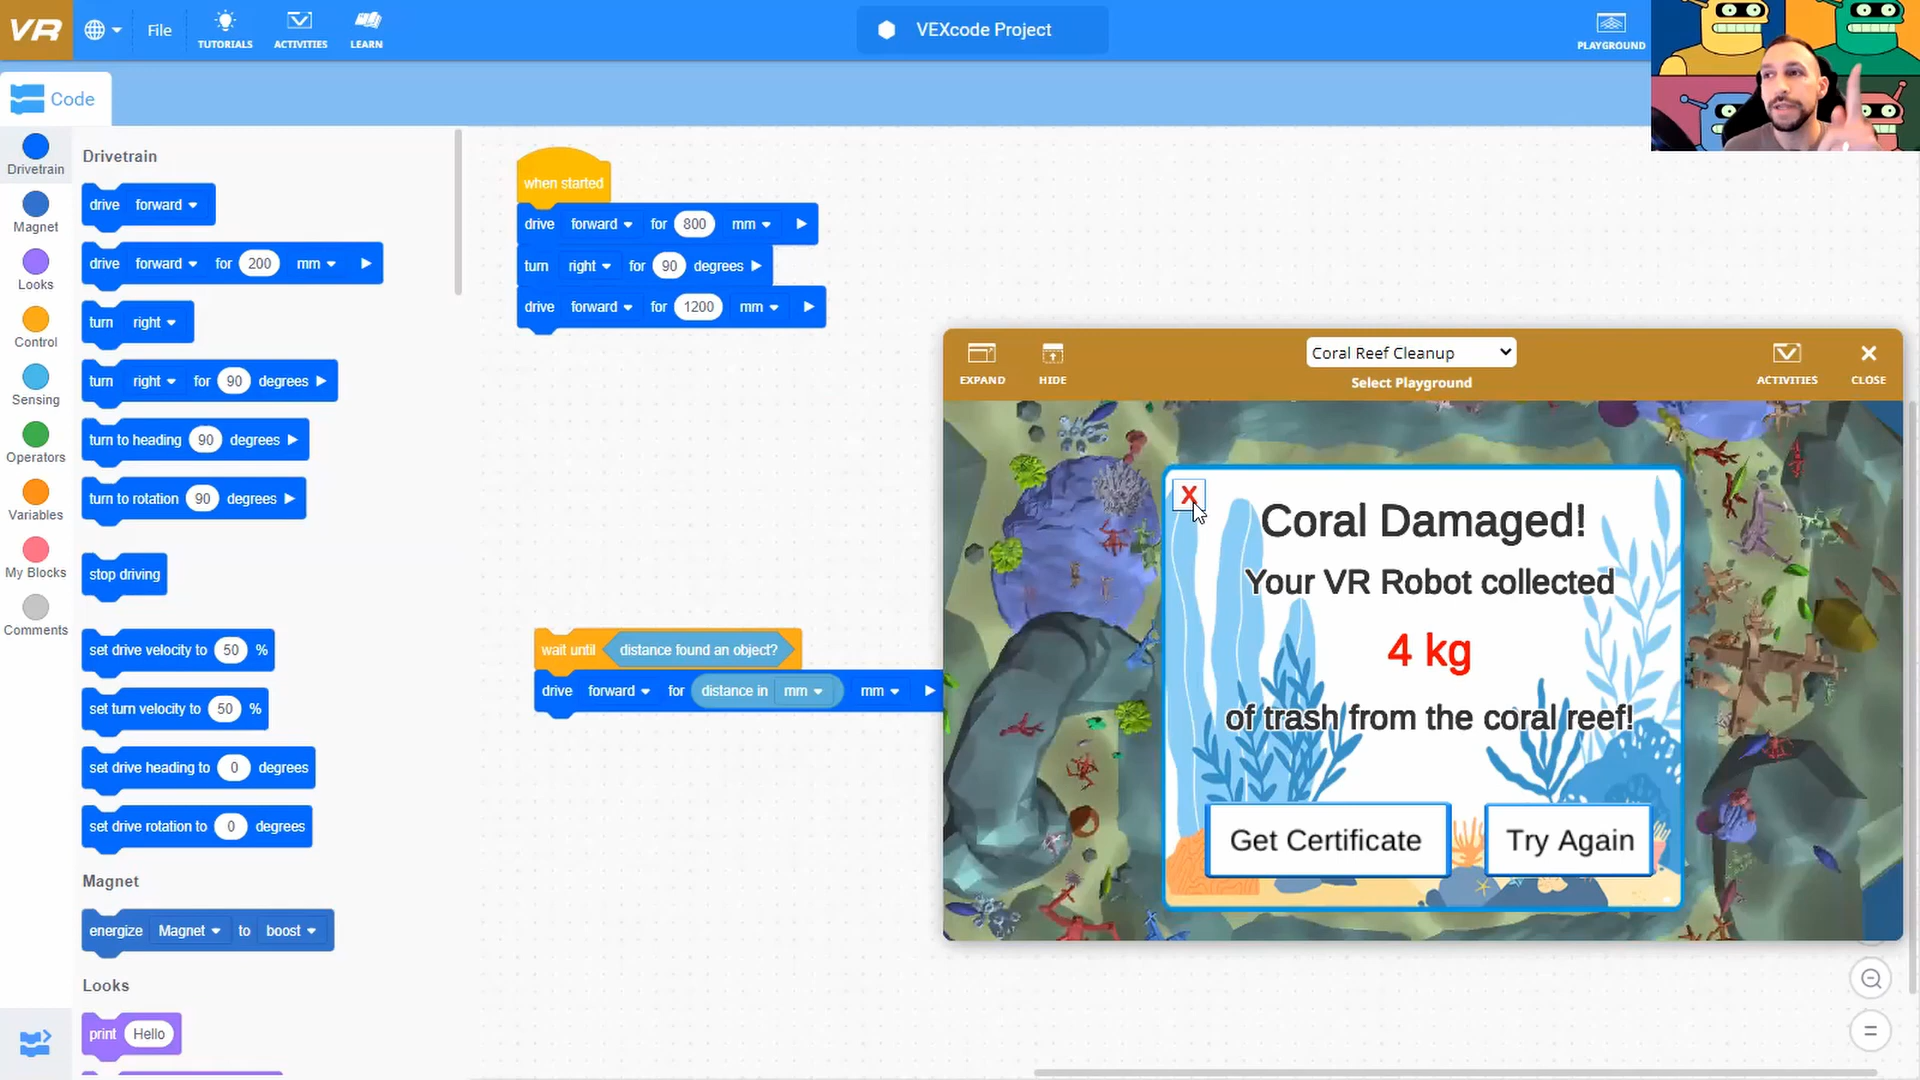 VR
File
TUTORIALS
ACTIVITIES
LEARN
VEXcode Project
PLAYGROUND
Code
Drivetrain
Magnet
Looks
Control
Sensing
Operators
Variables
My Blocks
Comments
Drivetrain
drive forward
drive forward for 200 mm
turn right
turn right for 90 degrees
turn to heading 90 degrees
turn to rotation 90 degrees
stop driving
set drive velocity to 50 %
set turn velocity to 50 %
set drive heading to 0 degrees
set drive rotation to 0 degrees
Magnet
energize Magnet to boost
Looks
print Hello
when started
drive forward for 800 mm
turn right for 90 degrees
drive forward for 1200 mm
wait until distance found an object?
drive forward for distance in mm mm
EXPAND
HIDE
Coral Reef Cleanup
Select Playground
ACTIVITIES
CLOSE
X
Coral Damaged!
Your VR Robot collected
4 kg
of trash from the coral reef!
Get Certificate
Try Again